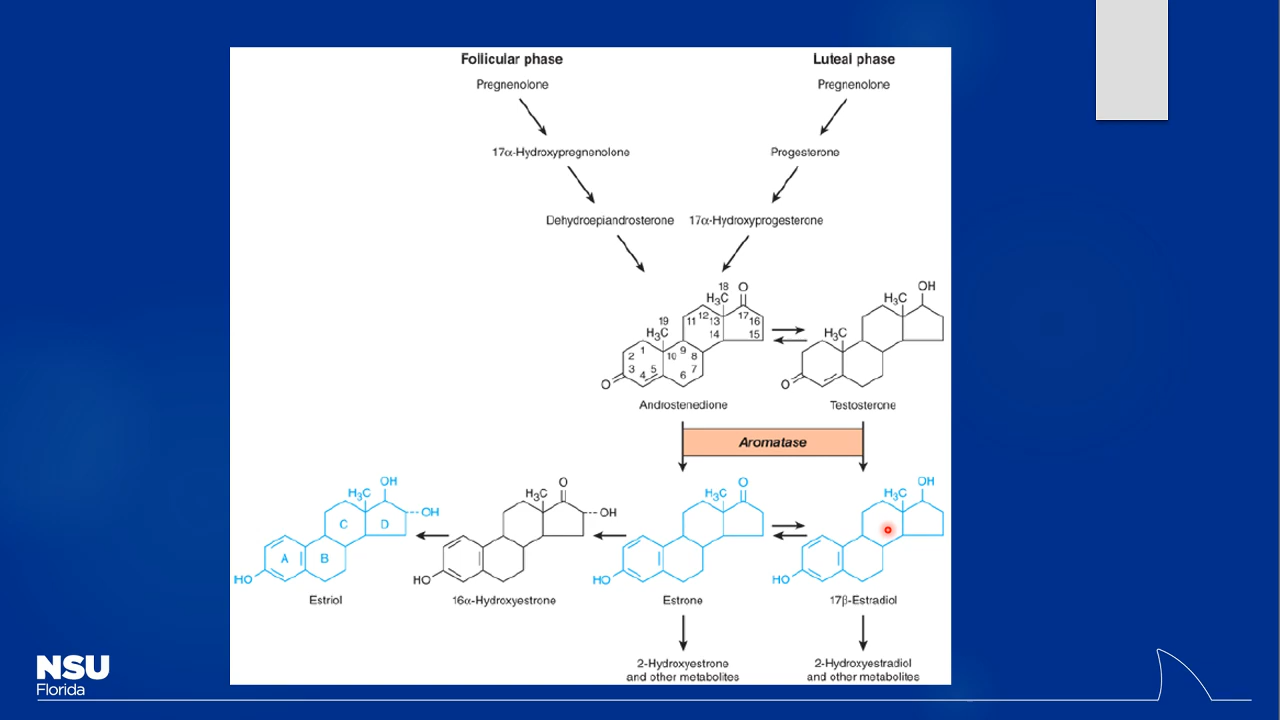 Follicular phase
Luteal phase
Pregnenolone
Pregnenolone
17α-Hydroxypregnenolone
Progesterone
Dehydroepiandrosterone
17α-Hydroxyprogesterone
18
O
OH
H3C
H3C
12
17
11
13
16
19
H3C
14
15
H3C
1
9
2
10
8
3
5
7
4
6
O
O
Androstenedione
Testosterone
Aromatase
OH
O
O
OH
H3C
H3C
H3C
H3C
OH
OH
C
D
A
B
HO
HO
HO
HO
Estriol
16α-Hydroxyestrone
Estrone
17β-Estradiol
2-Hydroxyestrone
and other metabolites
2-Hydroxyestradiol
and other metabolites
NSU
Florida